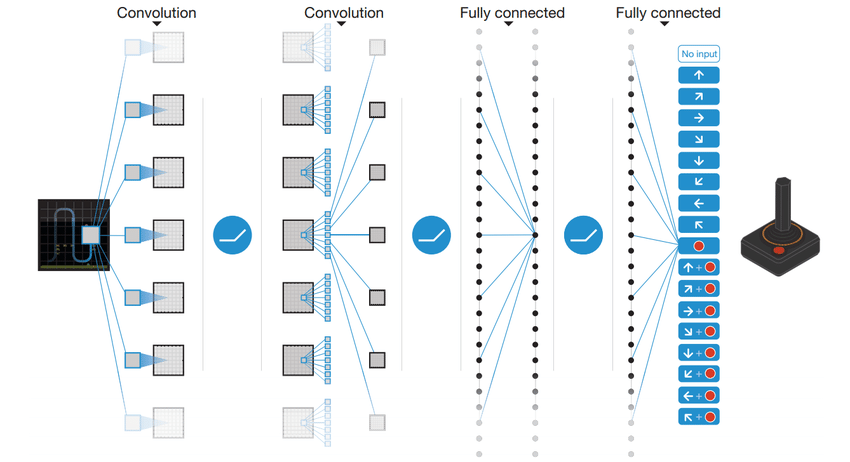 Convolution
Convolution
Fully connected
Fully connected
No input
+
+
+
+
+
+
+
+